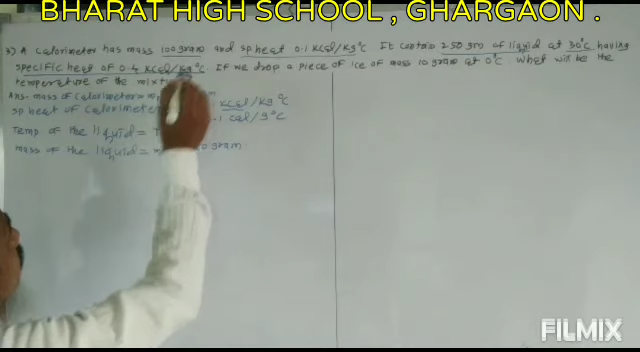 BHARAT HIGH SCHOOL , GHARGAON .
3) A calorimeter has mass 100 gram and sp heat 0.1 kcal/kg°C It contain 250 gm of liquid at 30°C having
specific heat of 0.4 kcal/kg°C. If we drop a piece of ice of mass 10 gram at 0°C what will be the
temperature of the
Ans- mass of calorimeter =
sp heat of calorimeter kcal/kg °C
cal/g°C
Temp of the liquid =
mass of the liquid = gram
FILMIX